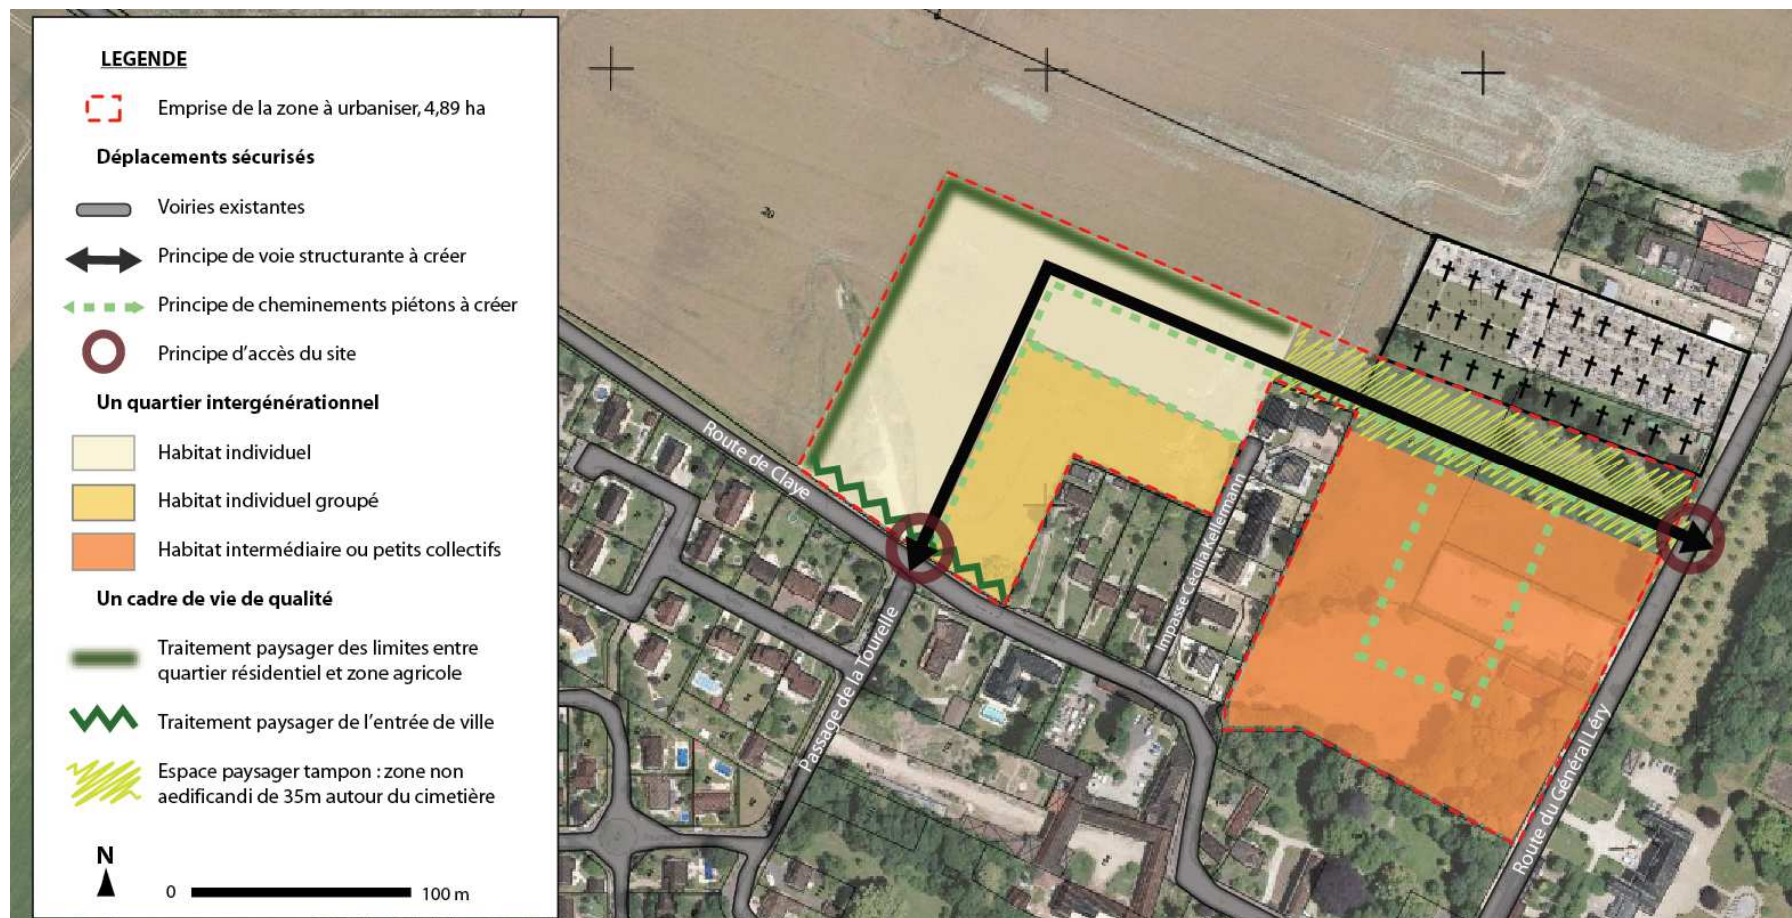 LEGENDE
Emprise de la zone à urbaniser, 4,89 ha
Déplacements sécurisés
Voiries existantes
Principe de voie structurante à créer
Principe de cheminements piétons à créer
Principe d'accès du site
Un quartier intergénérationnel
Habitat individuel
Habitat individuel groupé
Habitat intermédiaire ou petits collectifs
Un cadre de vie de qualité
Traitement paysager des limites entre
quartier résidentiel et zone agricole
Traitement paysager de l'entrée de ville
Espace paysager tampon : zone non
aedificandi de 35m autour du cimetière
N
0 100 m
Route de Claye
Passage de la Tourelle
Impasse Cécilia Kellermann
Route du Général Léry